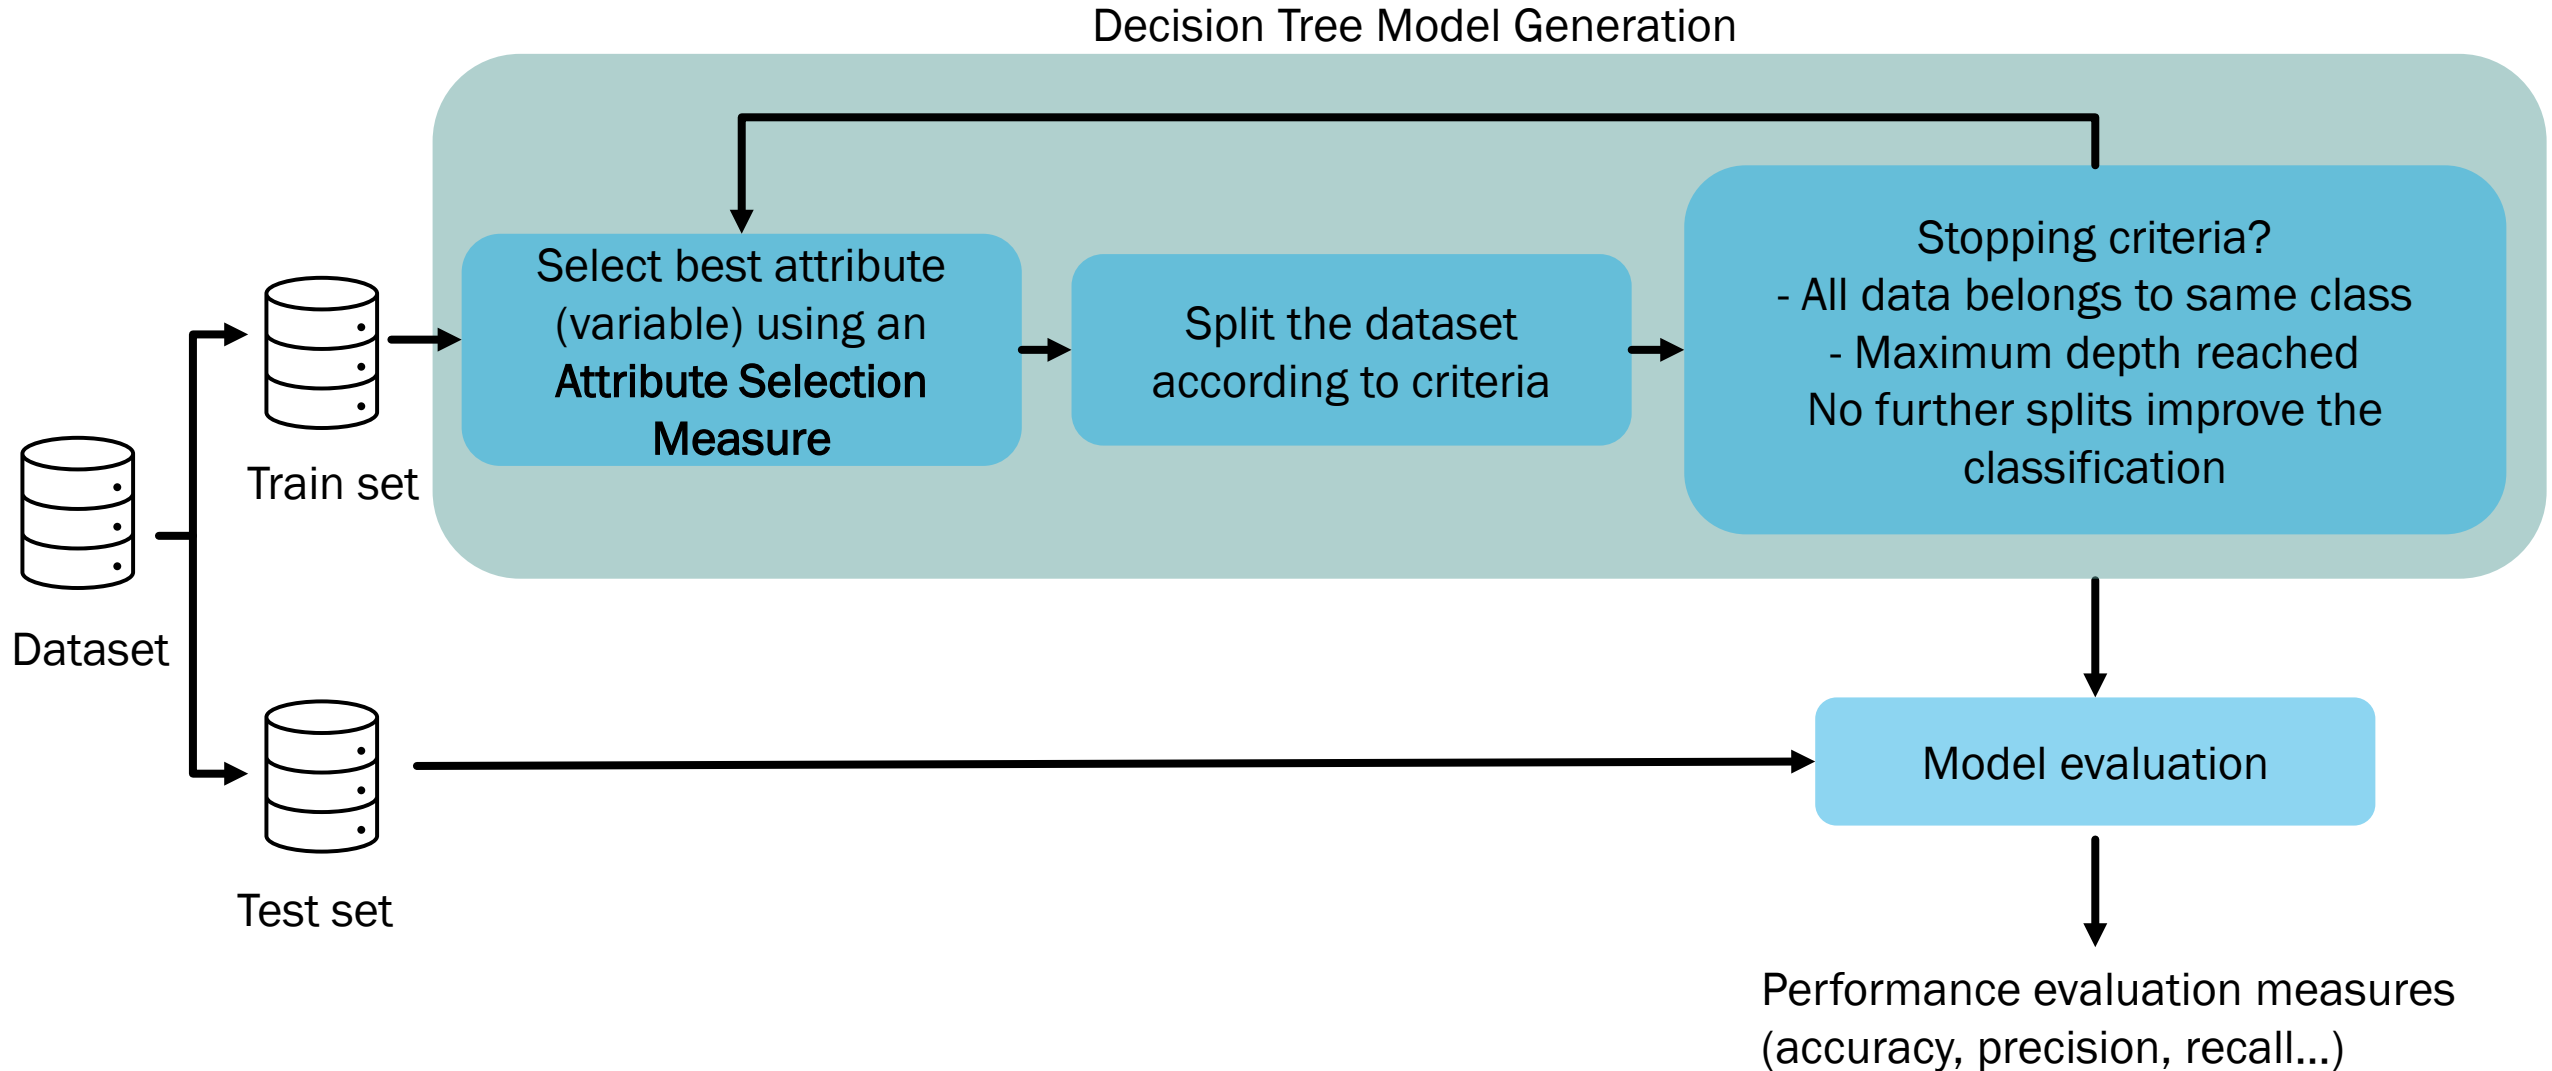 Decision Tree Model Generation
Select best attribute
(variable) using an
Attribute Selection
Measure
Split the dataset
according to criteria
Stopping criteria?
- All data belongs to same class
- Maximum depth reached
No further splits improve the
classification
Train set
Dataset
Test set
Model evaluation
Performance evaluation measures
(accuracy, precision, recall...)